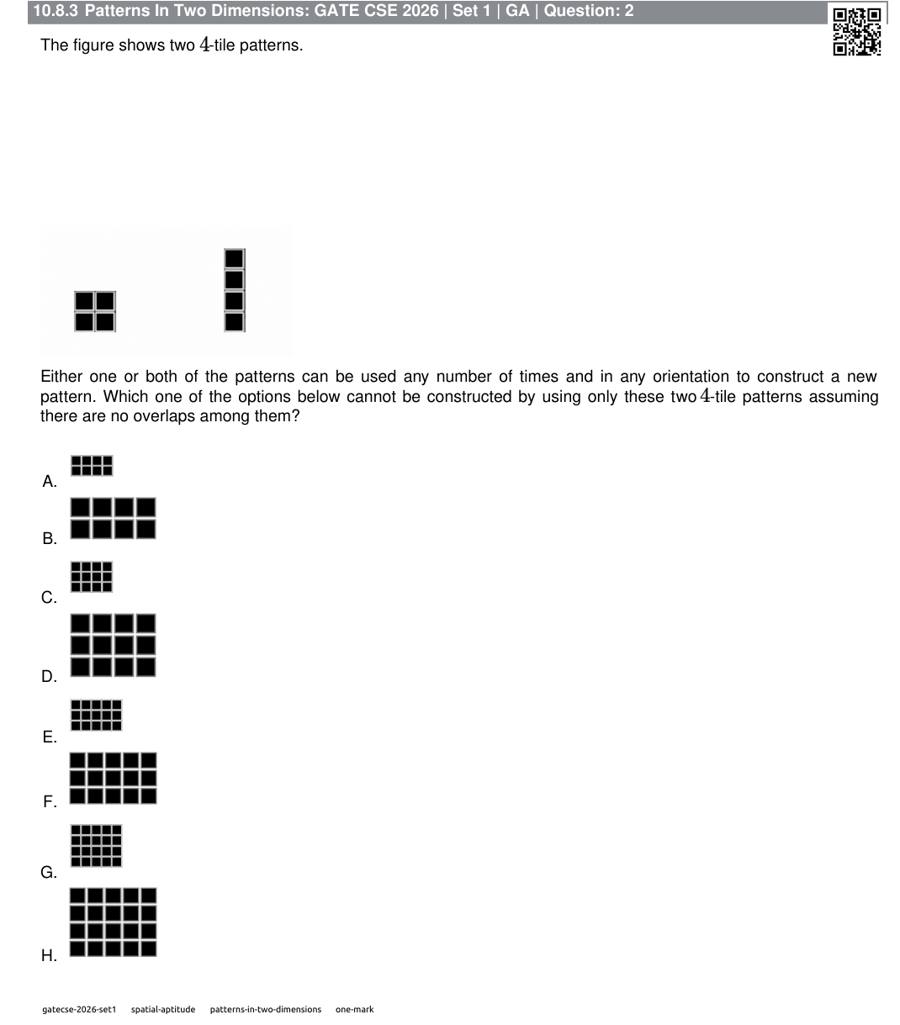 10.8.3 Patterns In Two Dimensions: GATE CSE 2026 | Set 1 | GA | Question: 2
The figure shows two 4-tile patterns.
Either one or both of the patterns can be used any number of times and in any orientation to construct a new
pattern. Which one of the options below cannot be constructed by using only these two 4-tile patterns assuming
there are no overlaps among them?
A.
B.
C.
D.
E.
F.
G.
H.
gatecse-2026-set1 spatial-aptitude patterns-in-two-dimensions one-mark